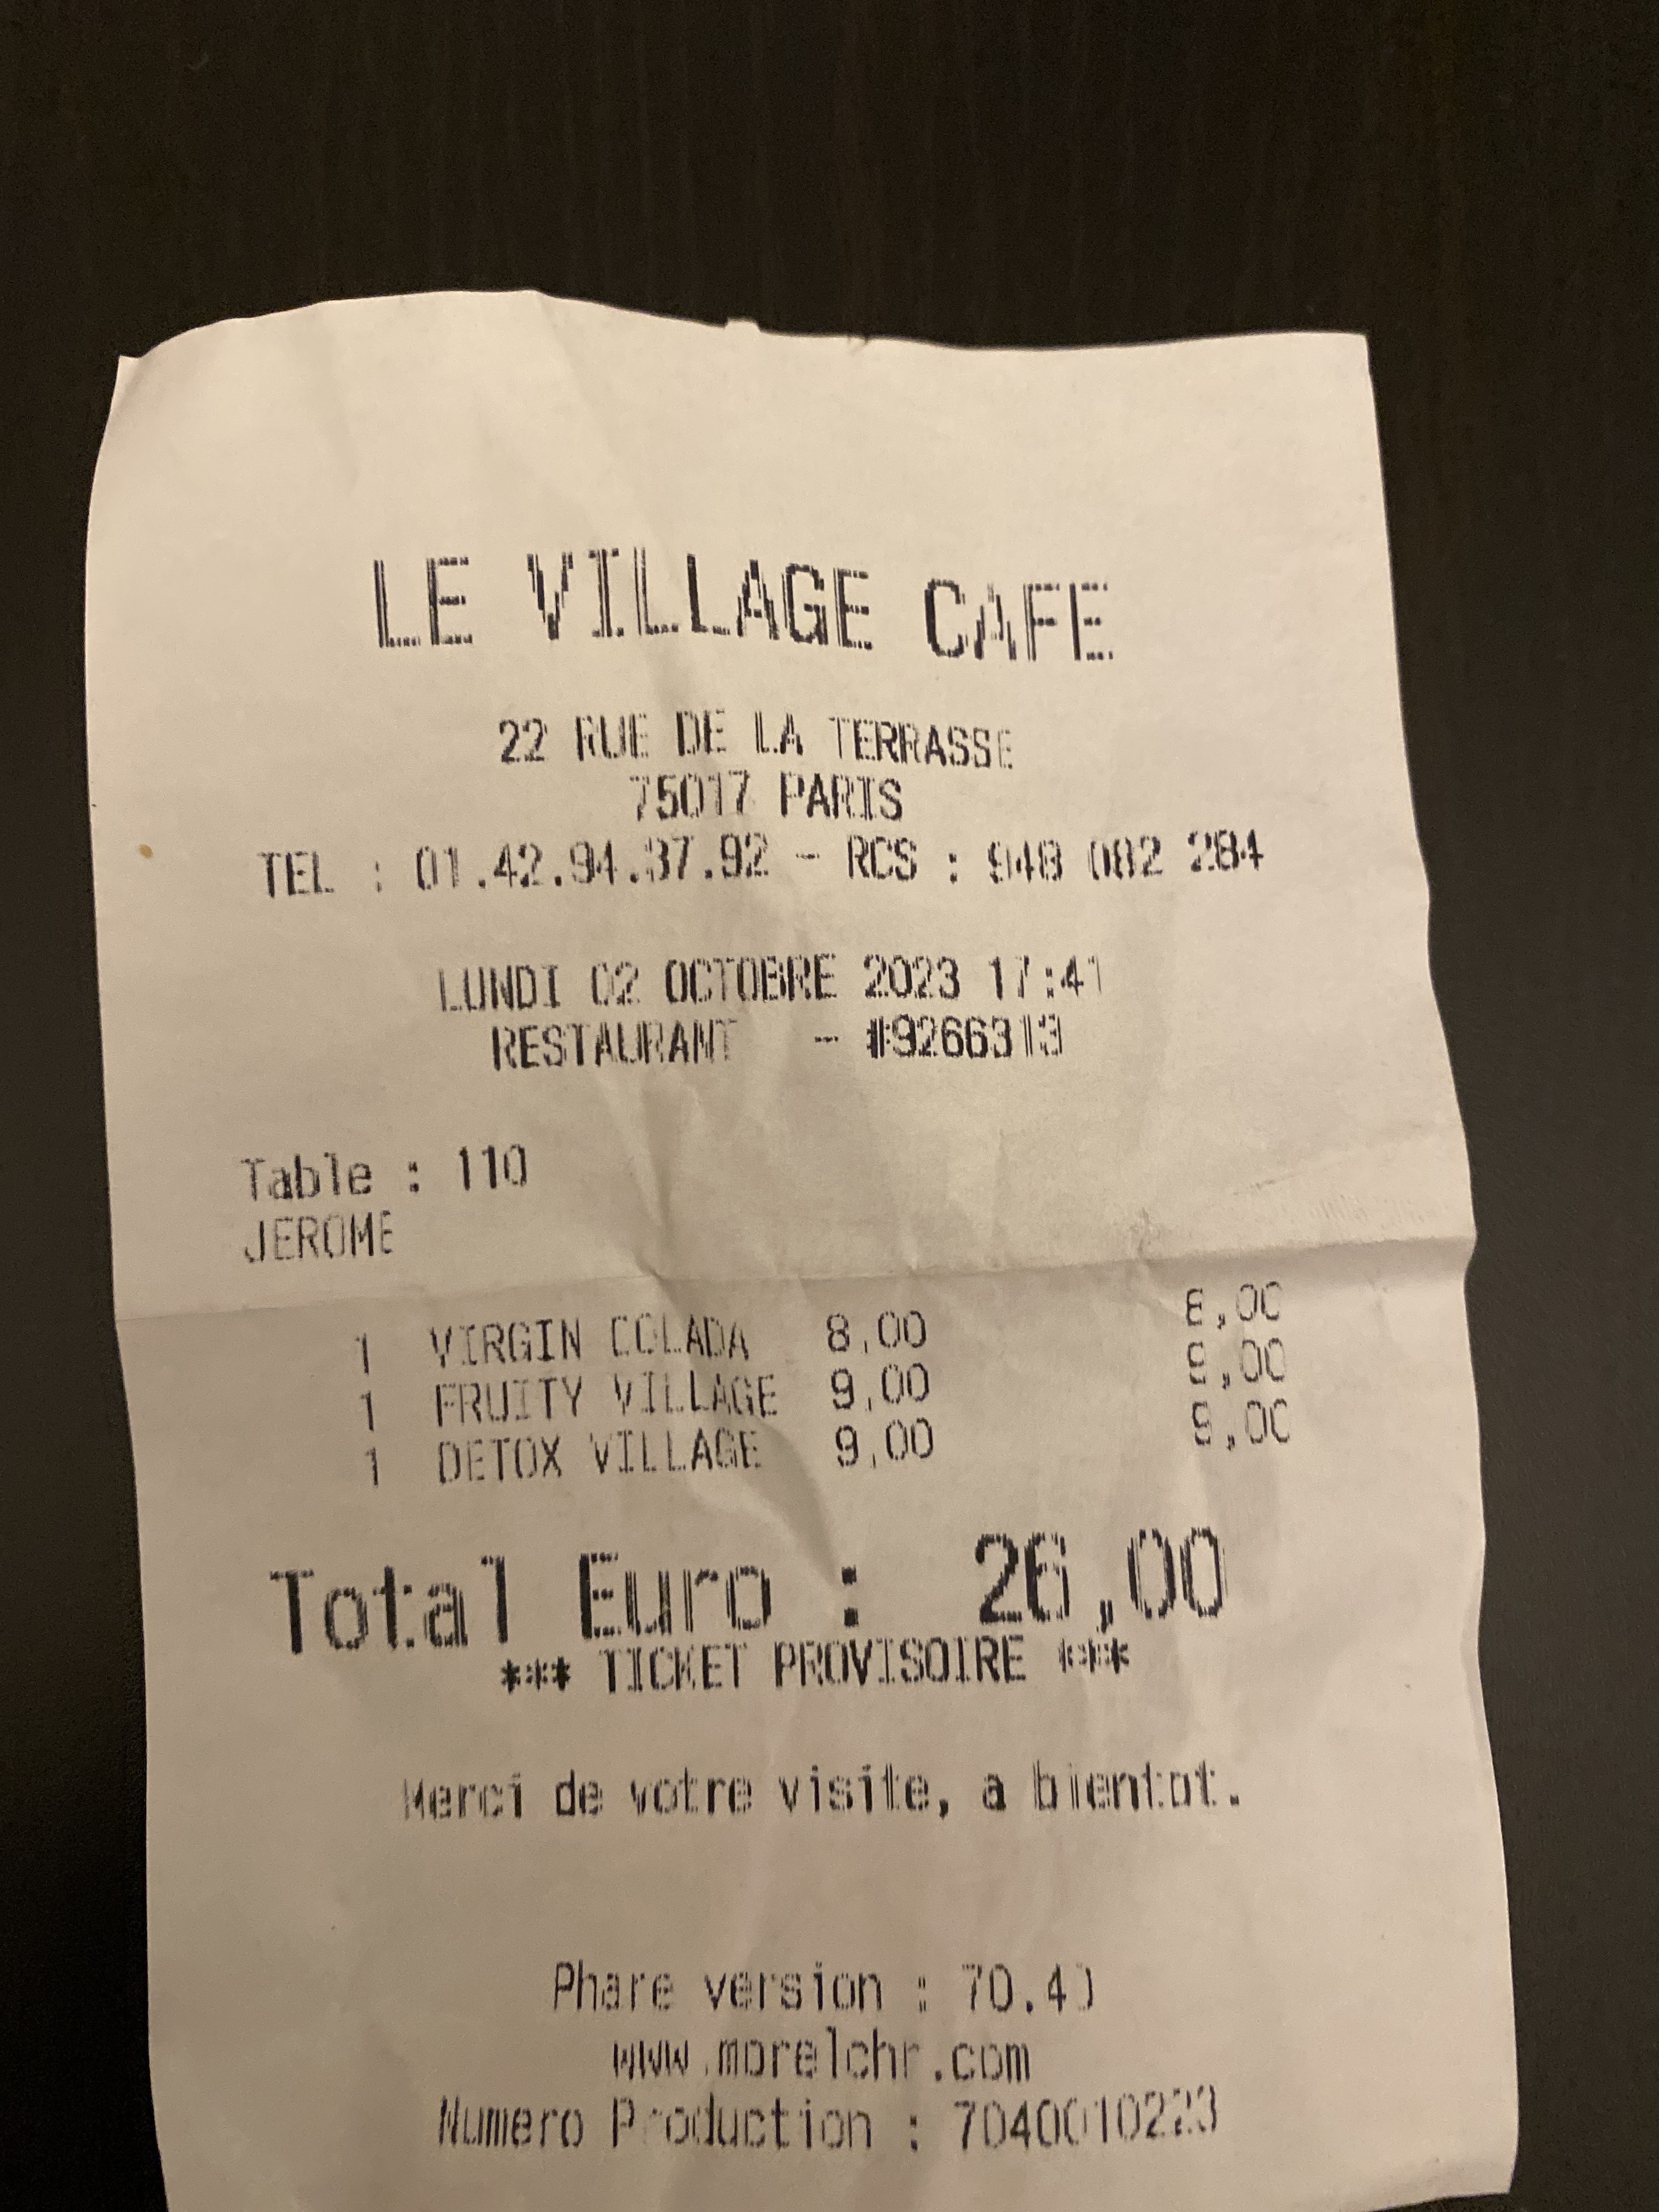 LE VILLAGE CAFE
22 RUE DE LA TERRASSE
75017 PARIS
TEL : 01.42.94.37.92 - RCS : 948 082 284
LUNDI 02 OCTOBRE 2023 17:41
RESTAURANT - #9266313
Table : 110
JEROME
1 VIRGIN COLADA 8,00 8,00
1 FRUITY VILLAGE 9,00 9,00
1 DETOX VILLAGE 9,00 9,00
Total Euro : 26,00
*** TICKET PROVISOIRE ***
Merci de votre visite, a bientot.
Phare version : 70.40
www.morelchr.com
Numero Production : 7040010223